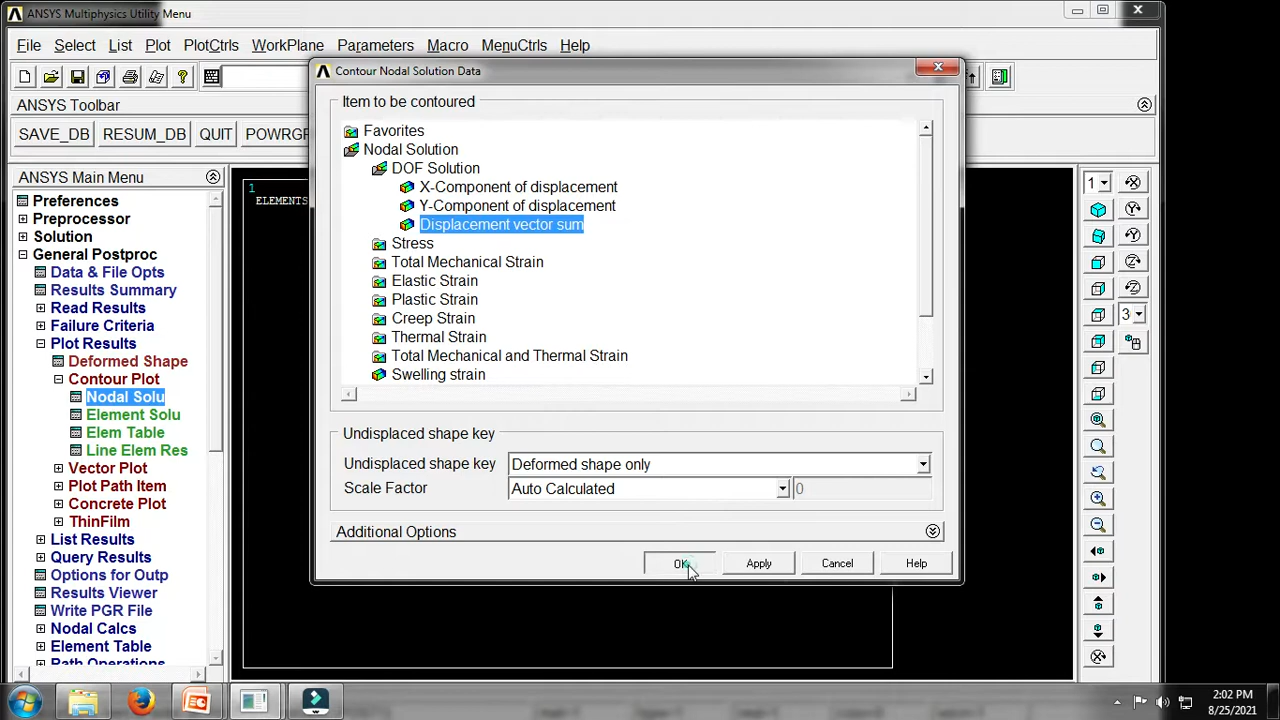 ANSYS Multiphysics Utility Menu
File Select List Plot PlotCtrls WorkPlane Parameters Macro MenuCtrls Help
ANSYS Toolbar
SAVE_DB RESUM_DB QUIT POWRGR
ANSYS Main Menu
Preferences
Preprocessor
Solution
General Postproc
Data & File Opts
Results Summary
Read Results
Failure Criteria
Plot Results
Deformed Shape
Contour Plot
Nodal Solu
Element Solu
Elem Table
Line Elem Res
Vector Plot
Plot Path Item
Concrete Plot
ThinFilm
List Results
Query Results
Options for Outp
Results Viewer
Write PGR File
Nodal Calcs
Element Table
Path Operations
1
ELEMENTS
Contour Nodal Solution Data
Item to be contoured
Favorites
Nodal Solution
DOF Solution
X-Component of displacement
Y-Component of displacement
Displacement vector sum
Stress
Total Mechanical Strain
Elastic Strain
Plastic Strain
Creep Strain
Thermal Strain
Total Mechanical and Thermal Strain
Swelling strain
Undisplaced shape key
Undisplaced shape key Deformed shape only
Scale Factor Auto Calculated 0
Additional Options
OK Apply Cancel Help
1
3
2:02 PM
8/25/2021